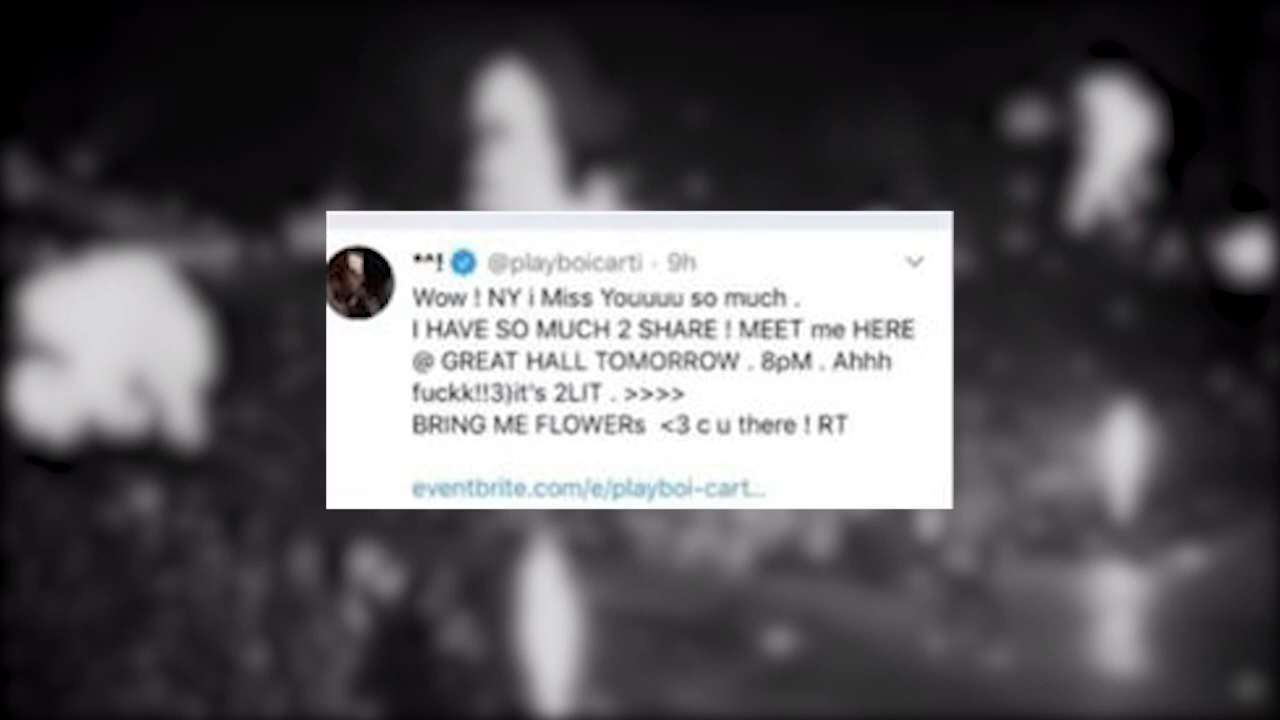 **! @playboicarti · 9h
Wow ! NY i Miss Youuuu so much .
I HAVE SO MUCH 2 SHARE ! MEET me HERE
@ GREAT HALL TOMORROW . 8pM . Ahhh
fuckk!!3)it's 2LIT . >>>>
BRING ME FLOWERs <3 c u there ! RT
eventbrite.com/e/playboi-cart...